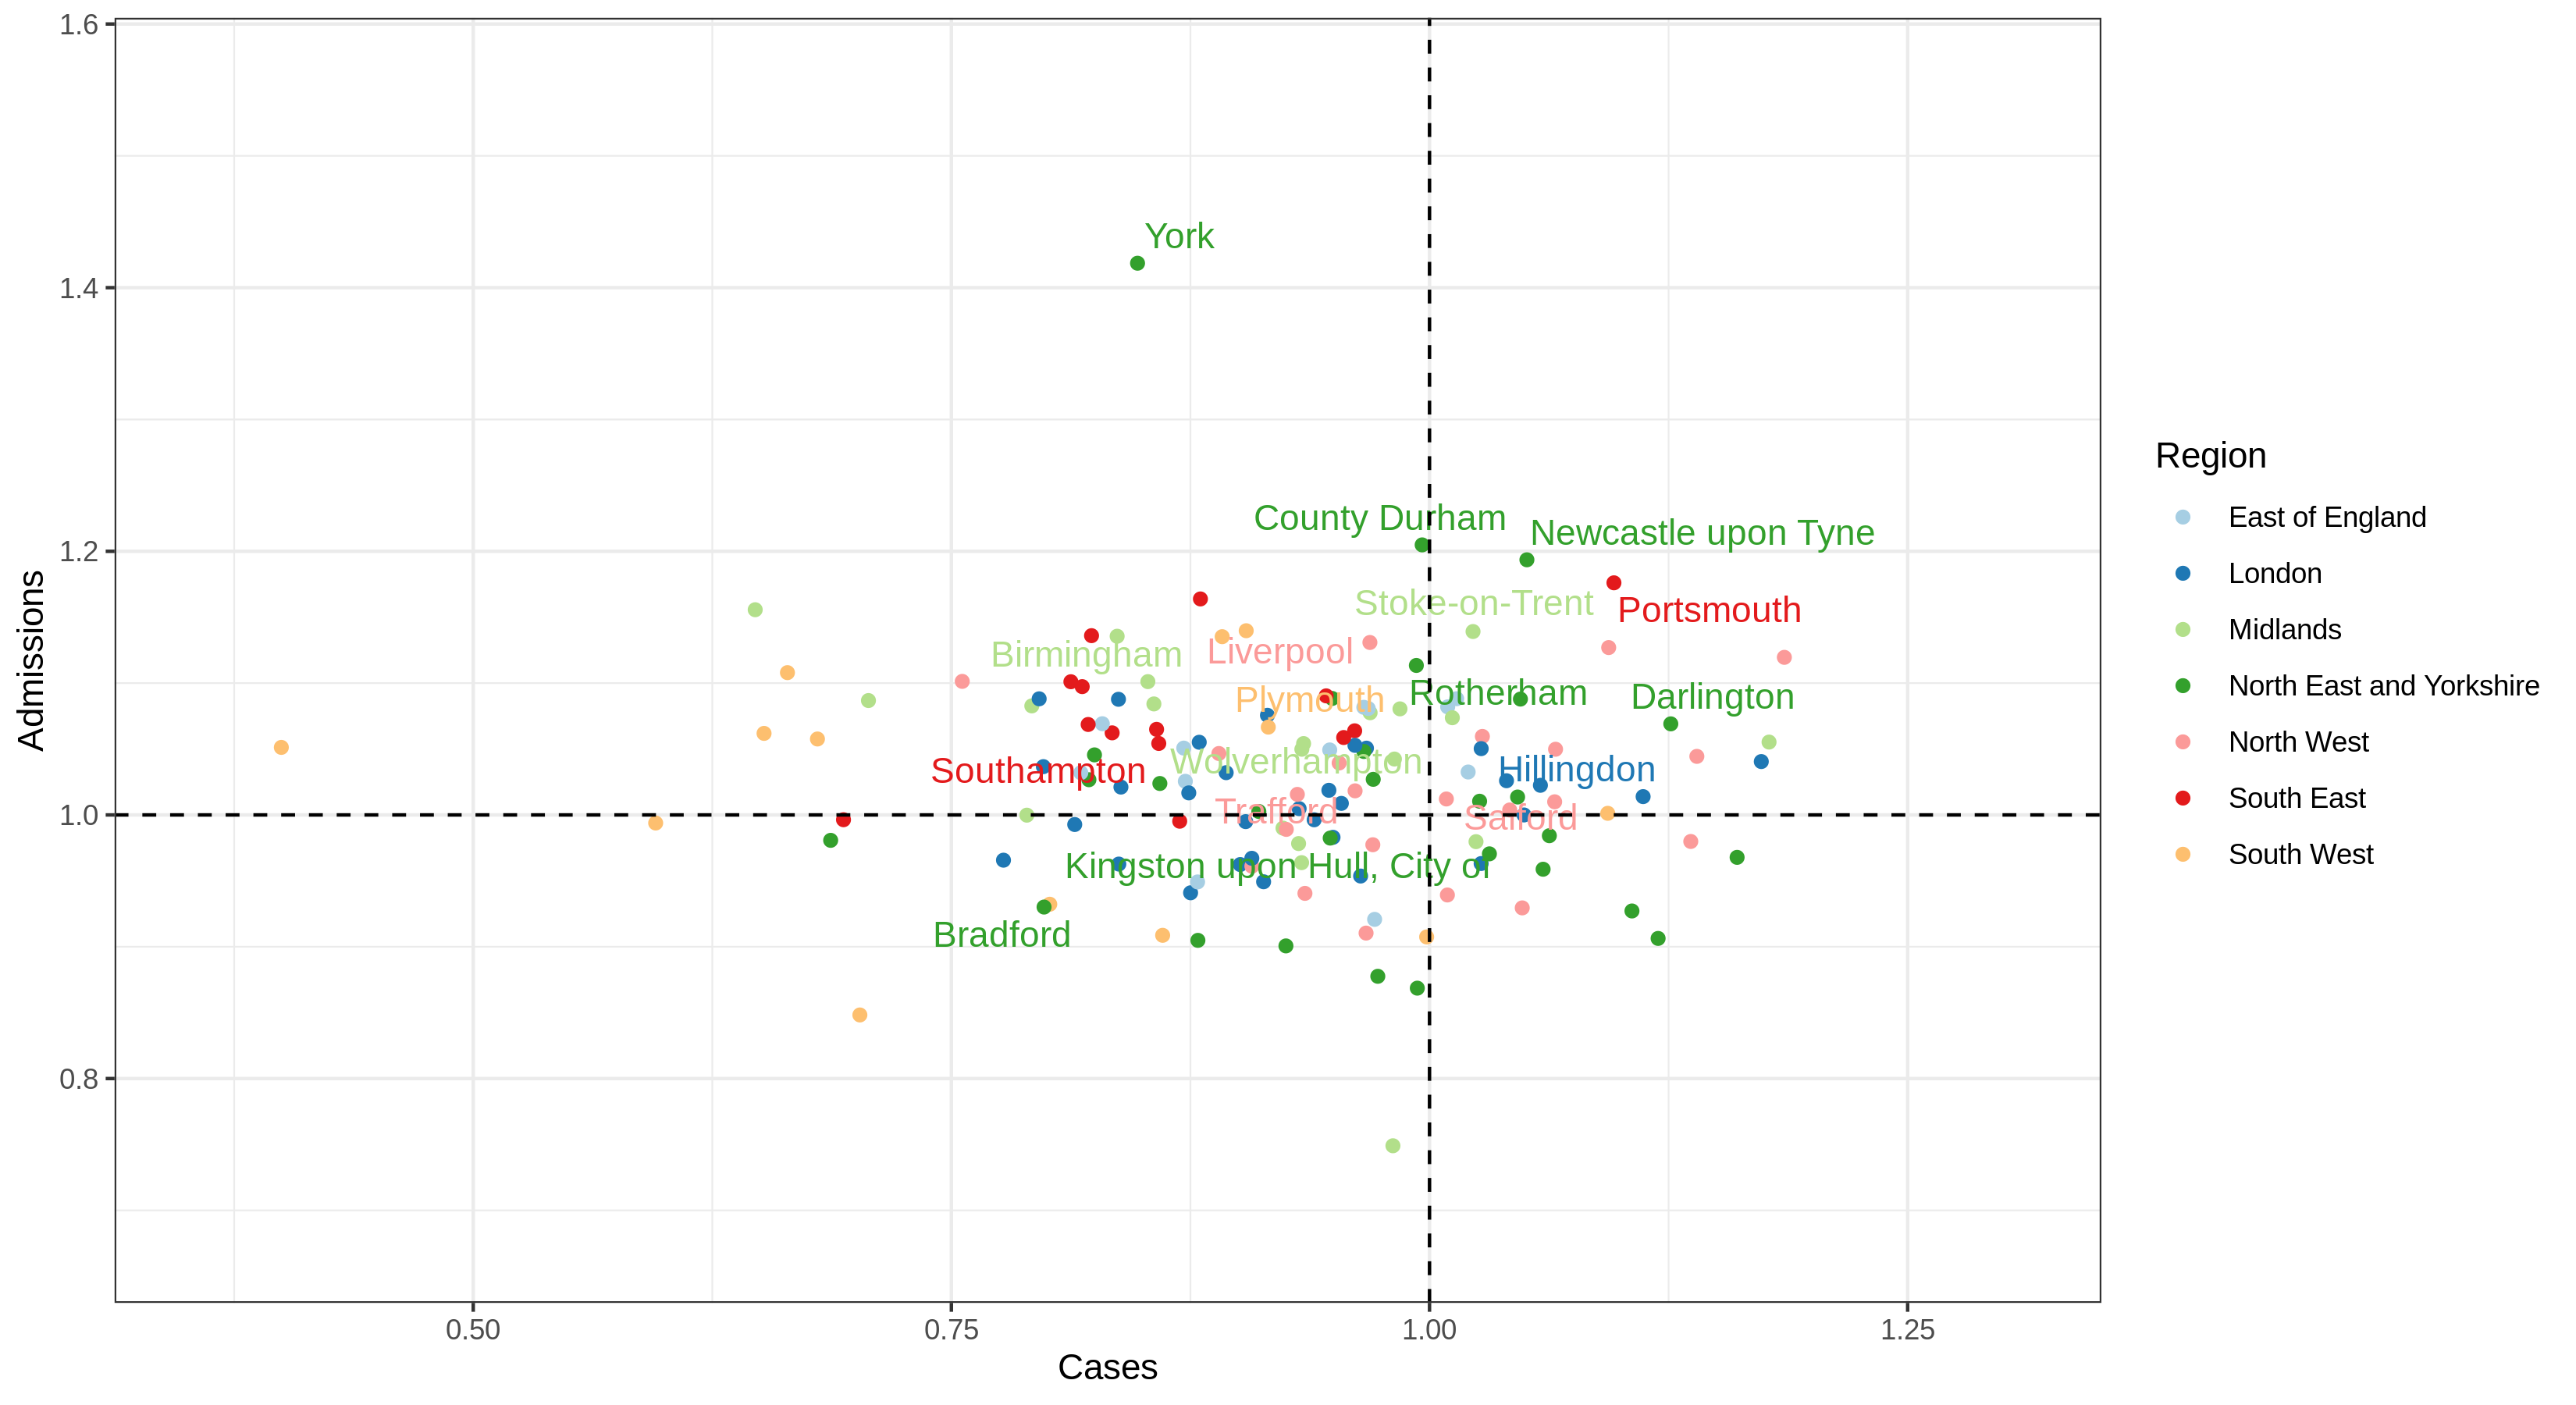 1.6
1.4
1.2
1.0
0.8
Admissions
York
County Durham
Newcastle upon Tyne
Stoke-on-Trent
Portsmouth
Birmingham
Liverpool
Plymouth
Rotherham
Darlington
Southampton
Wolverhampton
Hillingdon
Trafford
Salford
Kingston upon Hull, City of
Bradford
0.50
0.75
1.00
1.25
Cases
Region
East of England
London
Midlands
North East and Yorkshire
North West
South East
South West